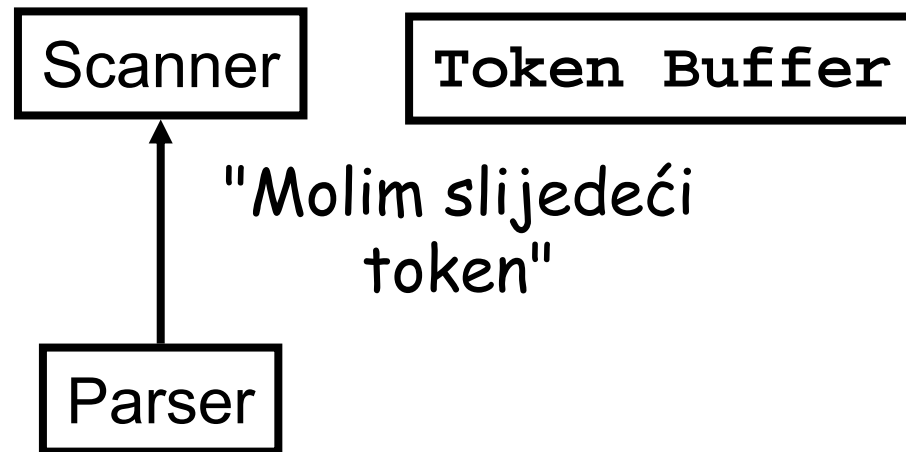 Scanner
Token Buffer
"Molim slijedeći
token"
Parser